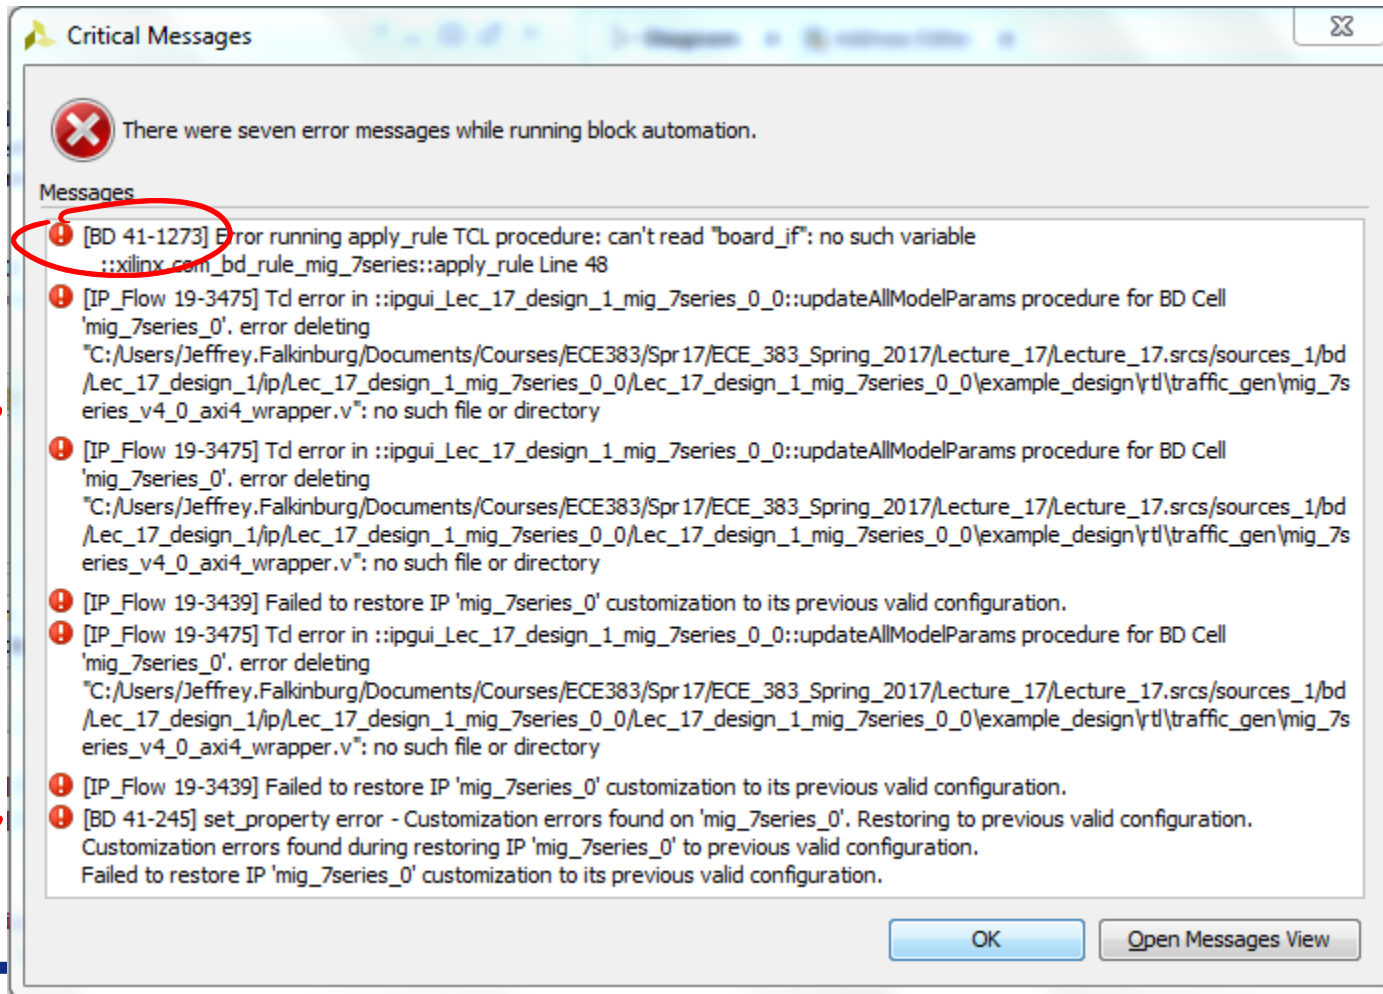 Critical Messages
Diagram
Address Editor
There were seven error messages while running block automation.
Messages
[BD 41-1273] Error running apply_rule TCL procedure: can't read "board_if": no such variable
::xilinx.com_bd_rule_mig_7series::apply_rule Line 48
[IP_Flow 19-3475] Tcl error in ::ipgui_Lec_17_design_1_mig_7series_0_0::updateAllModelParams procedure for BD Cell
'mig_7series_0'. error deleting
"C:/Users/Jeffrey.Falkinburg/Documents/Courses/ECE383/Spr17/ECE_383_Spring_2017/Lecture_17/Lecture_17.srcs/sources_1/bd
/Lec_17_design_1/ip/Lec_17_design_1_mig_7series_0_0/Lec_17_design_1_mig_7series_0_0\example_design\rtl\traffic_gen\mig_7s
eries_v4_0_axi4_wrapper.v": no such file or directory
[IP_Flow 19-3475] Tcl error in ::ipgui_Lec_17_design_1_mig_7series_0_0::updateAllModelParams procedure for BD Cell
'mig_7series_0'. error deleting
"C:/Users/Jeffrey.Falkinburg/Documents/Courses/ECE383/Spr17/ECE_383_Spring_2017/Lecture_17/Lecture_17.srcs/sources_1/bd
/Lec_17_design_1/ip/Lec_17_design_1_mig_7series_0_0/Lec_17_design_1_mig_7series_0_0\example_design\rtl\traffic_gen\mig_7s
eries_v4_0_axi4_wrapper.v": no such file or directory
[IP_Flow 19-3439] Failed to restore IP 'mig_7series_0' customization to its previous valid configuration.
[IP_Flow 19-3475] Tcl error in ::ipgui_Lec_17_design_1_mig_7series_0_0::updateAllModelParams procedure for BD Cell
'mig_7series_0'. error deleting
"C:/Users/Jeffrey.Falkinburg/Documents/Courses/ECE383/Spr17/ECE_383_Spring_2017/Lecture_17/Lecture_17.srcs/sources_1/bd
/Lec_17_design_1/ip/Lec_17_design_1_mig_7series_0_0/Lec_17_design_1_mig_7series_0_0\example_design\rtl\traffic_gen\mig_7s
eries_v4_0_axi4_wrapper.v": no such file or directory
[IP_Flow 19-3439] Failed to restore IP 'mig_7series_0' customization to its previous valid configuration.
[BD 41-245] set_property error - Customization errors found on 'mig_7series_0'. Restoring to previous valid configuration.
Customization errors found during restoring IP 'mig_7series_0' to previous valid configuration.
Failed to restore IP 'mig_7series_0' customization to its previous valid configuration.
OK
Open Messages View